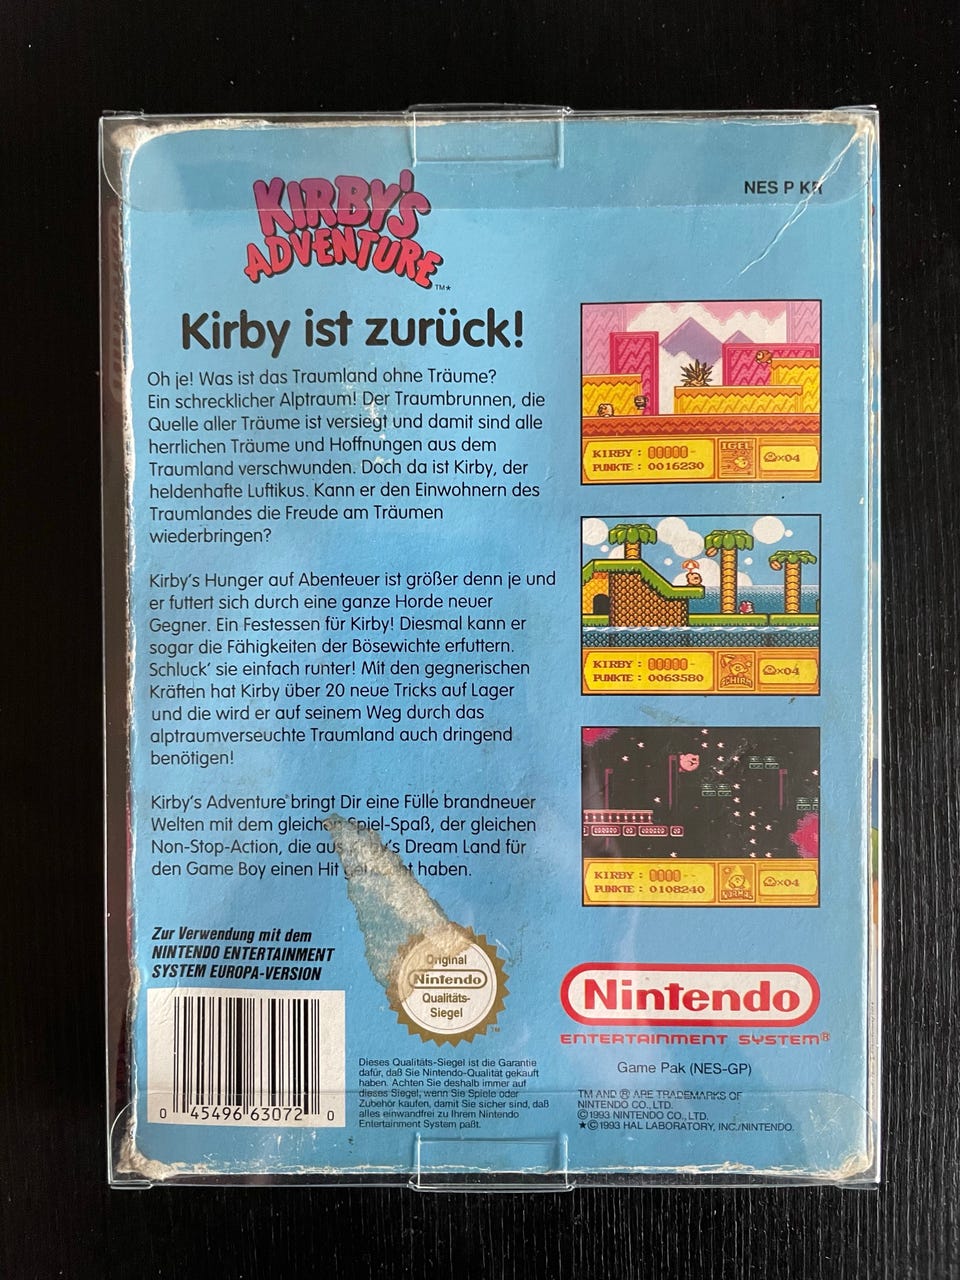 KIRBY'S
ADVENTURE
TM★
NES P KR
Kirby ist zurück!
Oh je! Was ist das Traumland ohne Träume?
Ein schrecklicher Alptraum! Der Traumbrunnen, die
Quelle aller Träume ist versiegt und damit sind alle
herrlichen Träume und Hoffnungen aus dem
Traumland verschwunden. Doch da ist Kirby, der
heldenhafte Luftikus. Kann er den Einwohnern des
Traumlandes die Freude am Träumen
wiederbringen?
Kirby's Hunger auf Abenteuer ist größer denn je und
er futtert sich durch eine ganze Horde neuer
Gegner. Ein Festessen für Kirby! Diesmal kann er
sogar die Fähigkeiten der Bösewichte erfuttern.
Schluck' sie einfach runter! Mit den gegnerischen
Kräften hat Kirby über 20 neue Tricks auf Lager
und die wird er auf seinem Weg durch das
alptraumverseuchte Traumland auch dringend
benötigen!
Kirby's Adventure bringt Dir eine Fülle brandneuer
Welten mit dem gleichen Spiel-Spaß, der gleichen
Non-Stop-Action, die aus Dream Land für
den Game Boy einen Hit haben.
KIRBY :
PUNKTE : 0016230
IGEL
×04
KIRBY :
PUNKTE : 0063580
SCHIRM
×04
KIRBY :
PUNKTE : 0108240
NORMAL
×04
Zur Verwendung mit dem
NINTENDO ENTERTAINMENT
SYSTEM EUROPA-VERSION
0 45496 63072 0
Original
Nintendo
Qualitäts-
Siegel
TM
Dieses Qualitäts-Siegel ist die Garantie
dafür, daß Sie Nintendo-Qualität gekauft
haben. Achten Sie deshalb immer auf
dieses Siegel, wenn Sie Spiele oder
Zubehör kaufen, damit Sie sicher sind, daß
alles einwandfrei zu Ihrem Nintendo
Entertainment System paßt.
Nintendo
ENTERTAINMENT SYSTEM®
Game Pak (NES-GP)
TM AND ® ARE TRADEMARKS OF
NINTENDO CO., LTD.
©1993 NINTENDO CO., LTD.
★©1993 HAL LABORATORY, INC./NINTENDO.